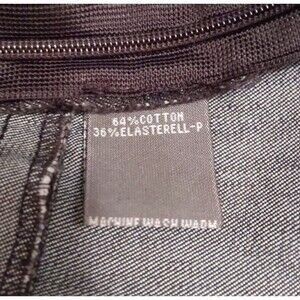 64%COTTON
36%ELASTERELL-P
MACHINE WASH WARM